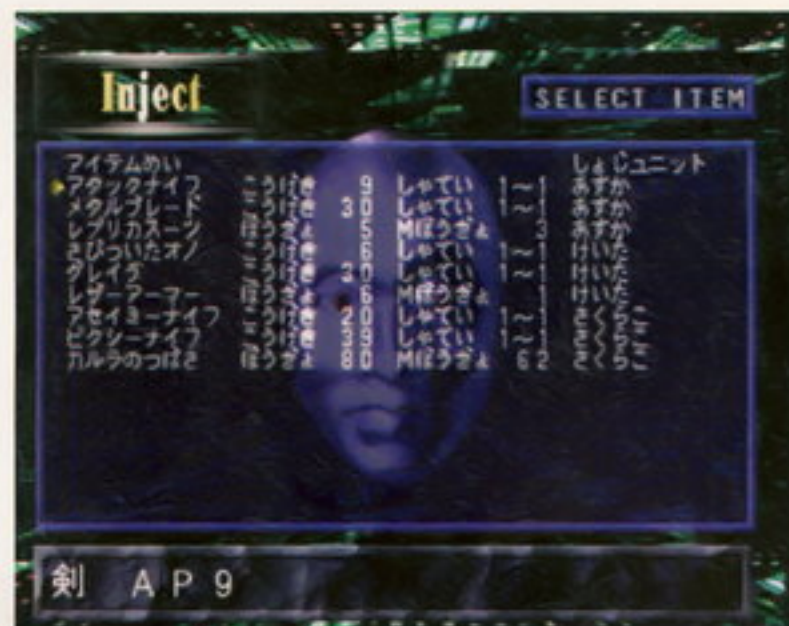 Inject
SELECT ITEM
アイテムめい しょじユニット
アタックナイフ こうげき 9 しゃてい 1～1 あすか
メタルブレード こうげき 30 しゃてい 1～1 あすか
レプリカスーツ ぼうぎょ 5 Mぼうぎょ 3 あすか
さびついたオノ こうげき 6 しゃてい 1～1 けいた
グレイヴ こうげき 30 しゃてい 1～1 けいた
レザーアーマー ぼうぎょ 6 Mぼうぎょ 1 けいた
アセイミーナイフ こうげき 20 しゃてい 1～1 さくらこ
ピクシーナイフ こうげき 39 しゃてい 1～1 さくらこ
カルラのつばさ ぼうぎょ 80 Mぼうぎょ 62 さくらこ
剣 AP9